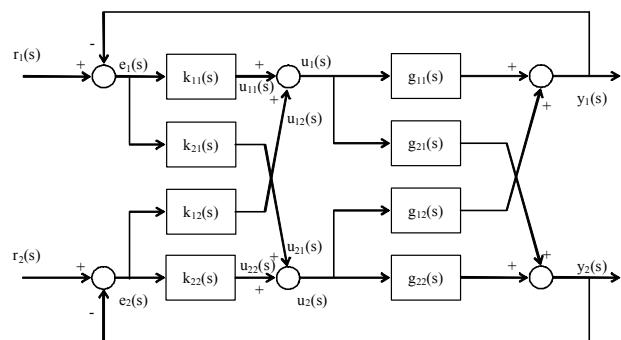 -
r₁(s) + e₁(s) k₁₁(s) + u₁₁(s) u₁(s) g₁₁(s) + y₁(s)
+ u₁₂(s) +
k₂₁(s) g₂₁(s)
k₁₂(s) g₁₂(s)
r₂(s) + e₂(s) k₂₂(s) u₂₂(s) + u₂₁(s) + u₂(s) g₂₂(s) + + y₂(s)
-